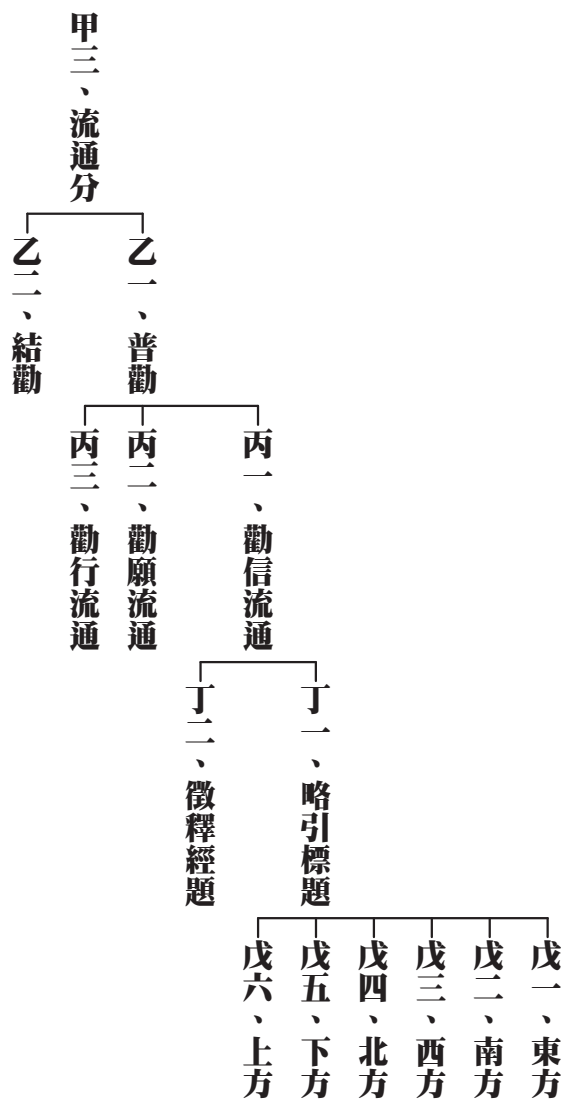 甲三、流通分
乙一、普勸
丙一、勸信流通
丁一、略引標題
戊一、東方
戊二、南方
戊三、西方
戊四、北方
戊五、下方
戊六、上方
丁二、徵釋經題
丙二、勸願流通
丙三、勸行流通
乙二、結勸